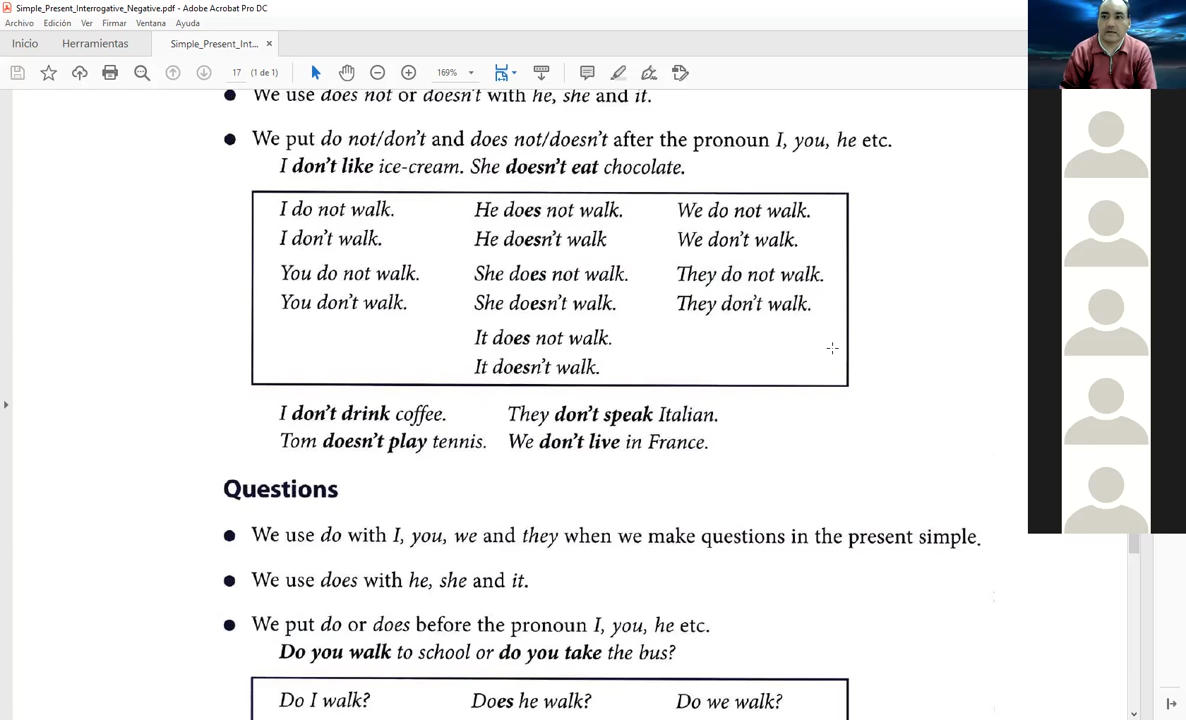 Simple_Present_Interrogative_Negative.pdf - Adobe Acrobat Pro DC
Archivo Edición Ver Firmar Ventana Ayuda
Inicio Herramientas Simple_Present_Int... ×
17 (1 de 1) 169%
We use does not or doesn't with he, she and it.
We put do not/don't and does not/doesn't after the pronoun I, you, he etc.
I don't like ice-cream. She doesn't eat chocolate.
I do not walk. He does not walk. We do not walk.
I don't walk. He doesn't walk We don't walk.
You do not walk. She does not walk. They do not walk.
You don't walk. She doesn't walk. They don't walk.
It does not walk.
It doesn't walk.
I don't drink coffee. They don't speak Italian.
Tom doesn't play tennis. We don't live in France.
Questions
We use do with I, you, we and they when we make questions in the present simple.
We use does with he, she and it.
We put do or does before the pronoun I, you, he etc.
Do you walk to school or do you take the bus?
Do I walk? Does he walk? Do we walk?